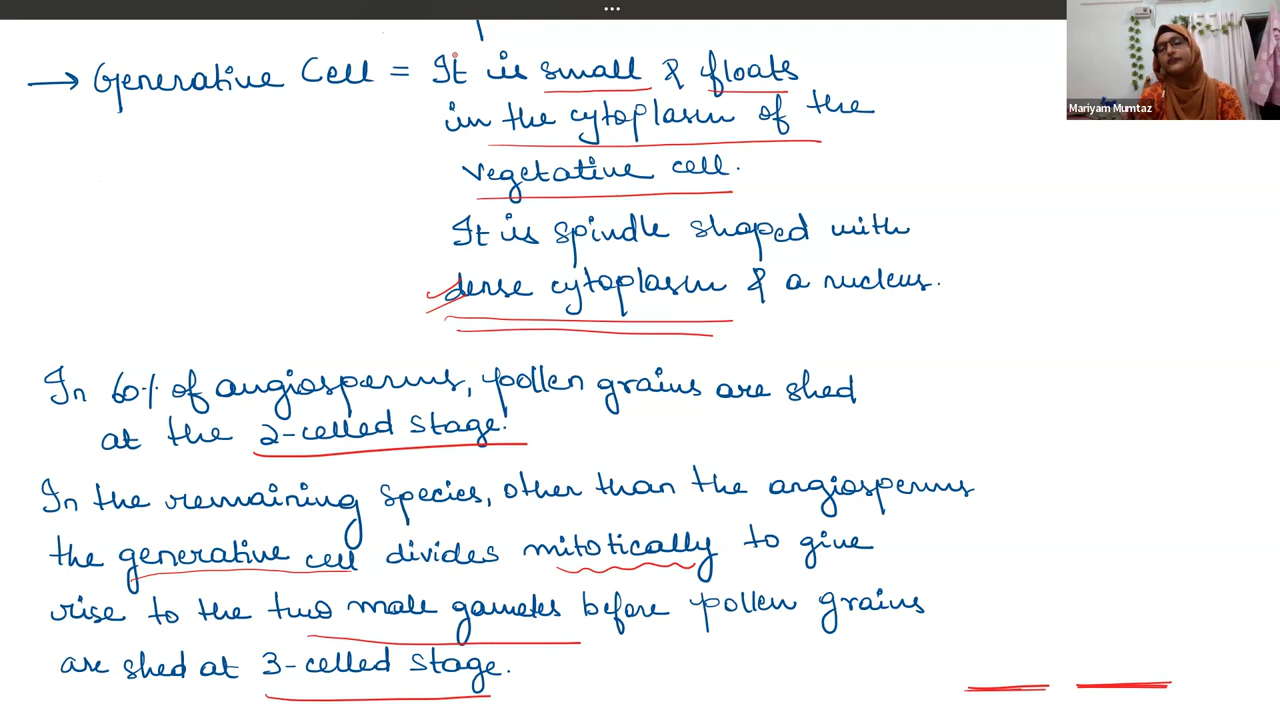 ...
Mariyam Mumtaz
→ Generative Cell = It is small & floats
in the cytoplasm of the
vegetative cell.
It is spindle shaped with
dense cytoplasm & a nucleus.
In 60% of angiosperms, pollen grains are shed
at the 2-celled stage.
In the remaining species, other than the angiosperms
the generative cell divides mitotically to give
rise to the two male gametes before pollen grains
are shed at 3-celled stage.